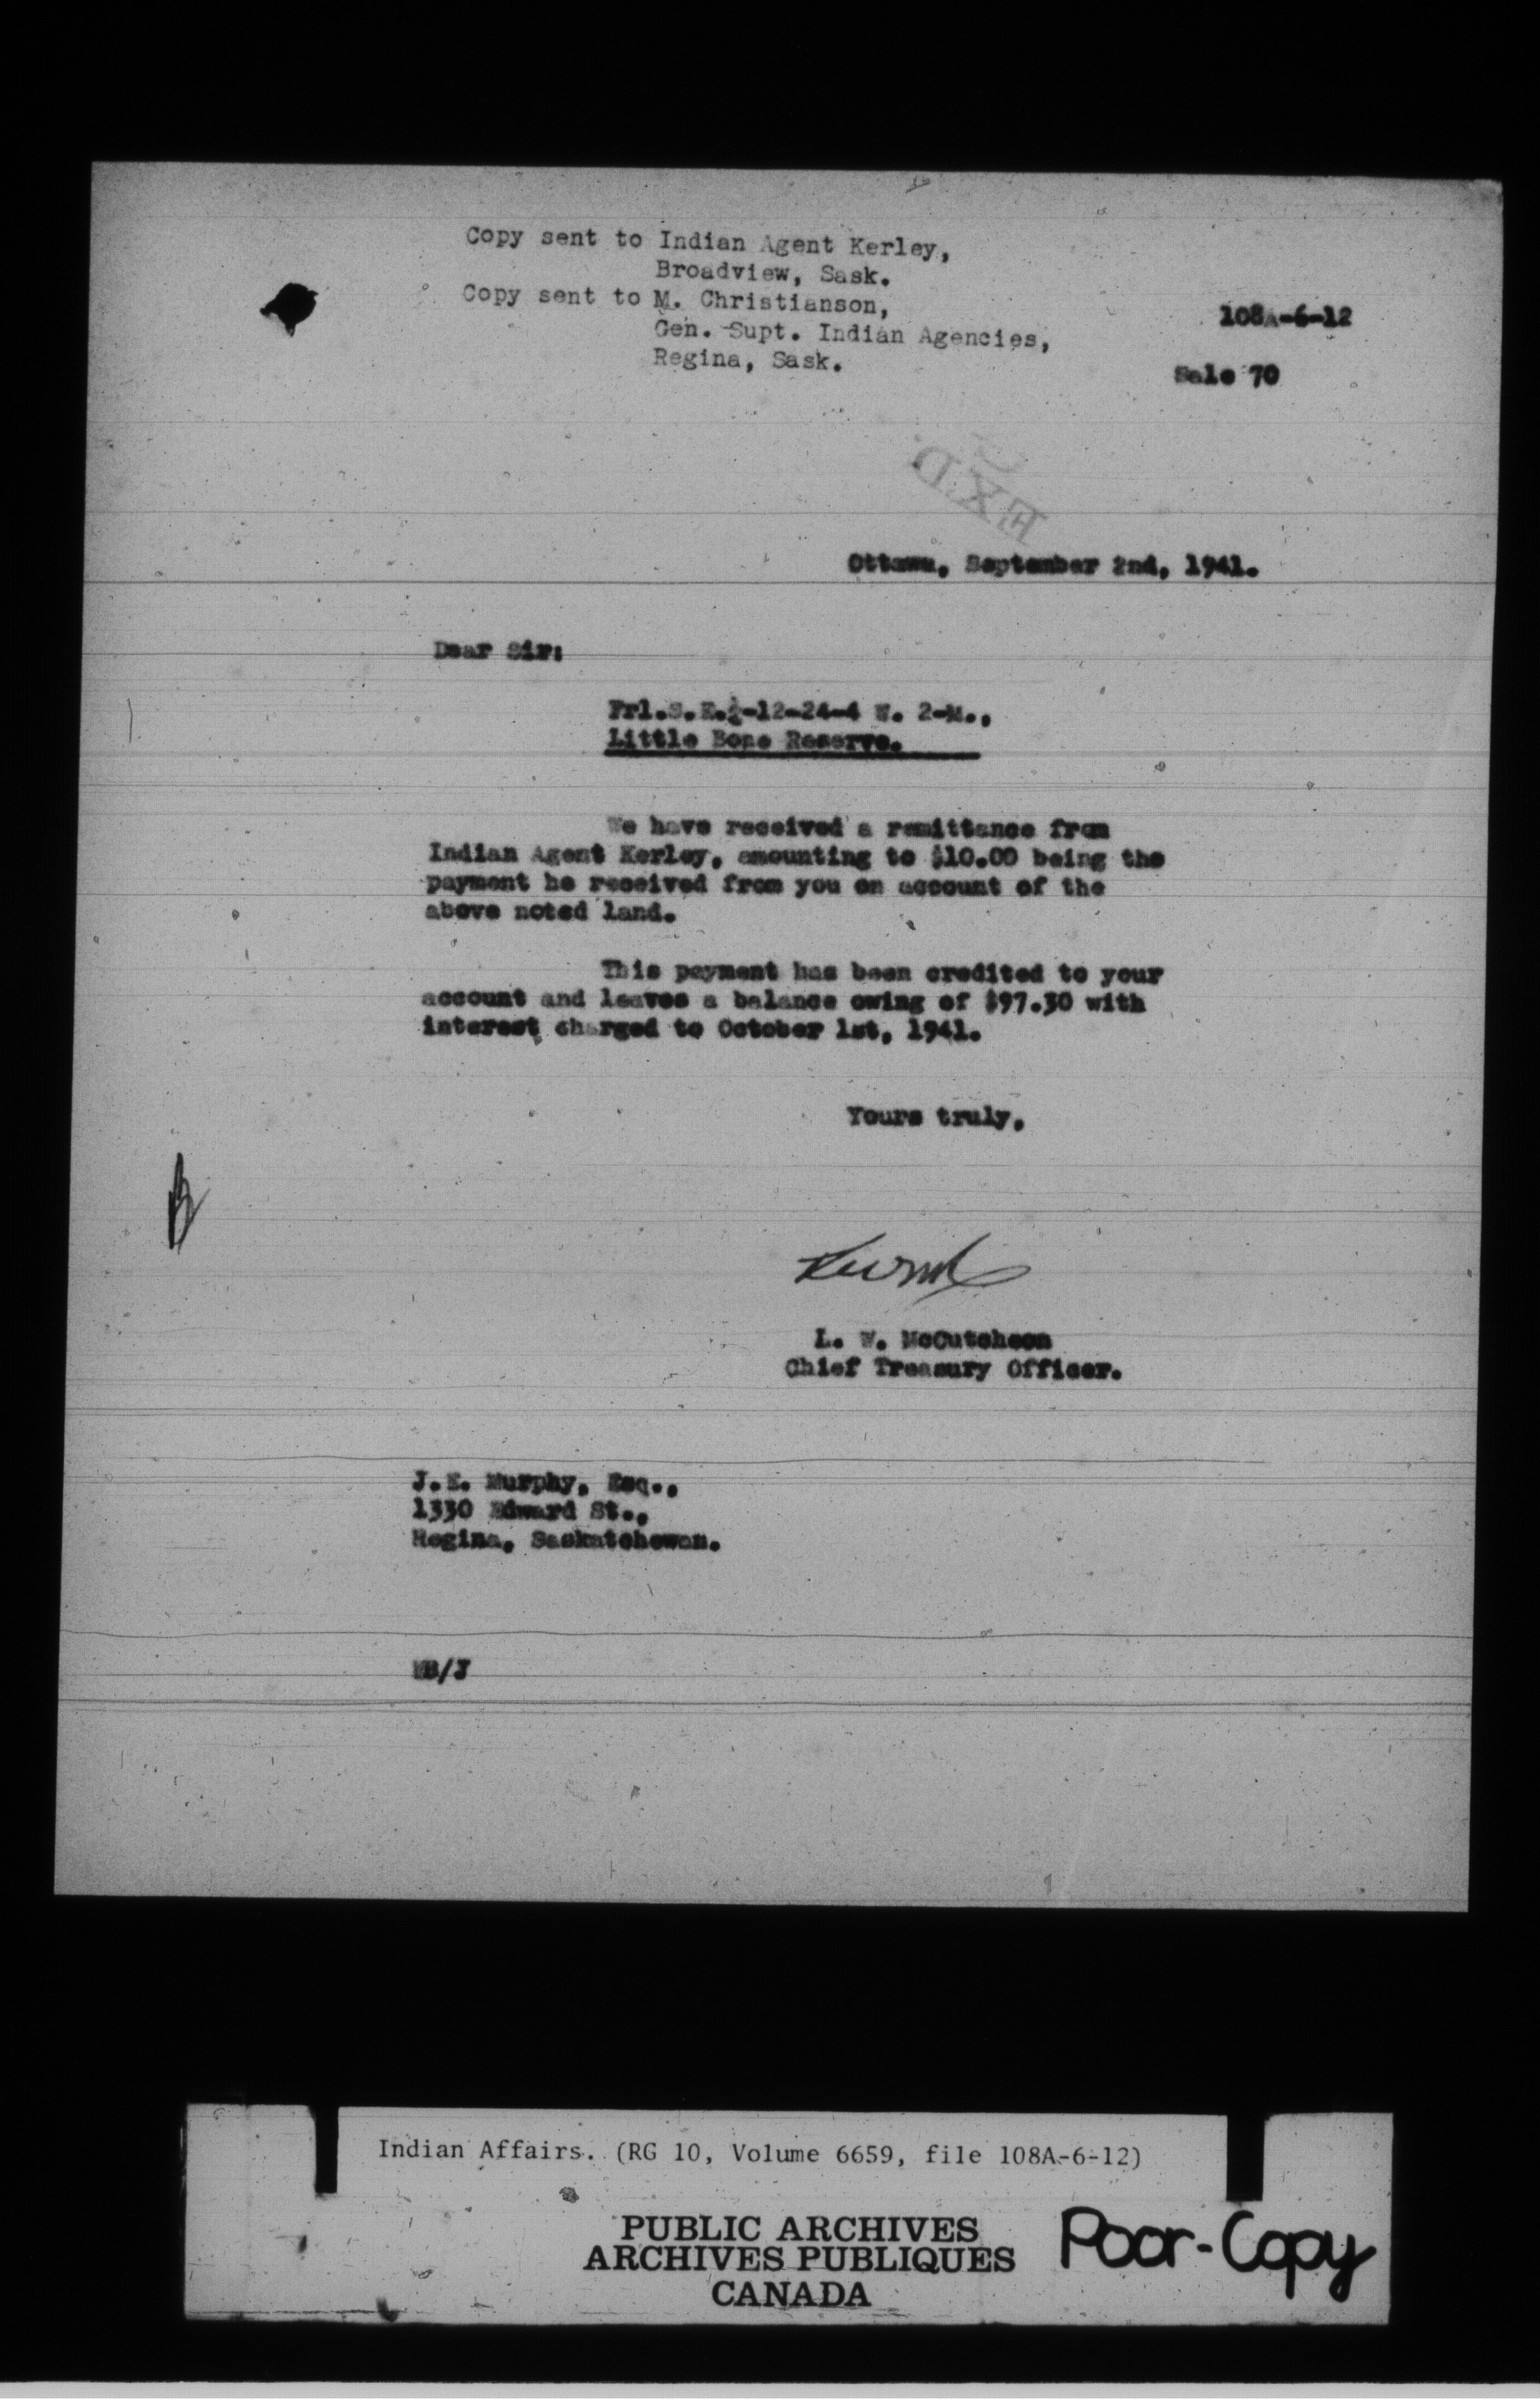 Copy sent to Indian Agent Kerley,
Broadview, Sask.
Copy sent to M. Christianson,
Gen. Supt. Indian Agencies,
Regina, Sask.
108A-6-12
Sale 70
EX'D.
Ottawa, September 2nd, 1941.
Dear Sir:
Frl.S.E.¼-12-24-4 W. 2-M.,
Little Bone Reserve.
We have received a remittance from
Indian Agent Kerley, amounting to $10.00 being the
payment he received from you on account of the
above noted land.
This payment has been credited to your
account and leaves a balance owing of $97.30 with
interest charged to October 1st, 1941.
Yours truly,
L. W. McCutcheon
Chief Treasury Officer.
J.E. Murphy, Esq.,
1330 Edward St.,
Regina, Saskatchewan.
WB/J
Indian Affairs. (RG 10, Volume 6659, file 108A-6-12)
PUBLIC ARCHIVES
ARCHIVES PUBLIQUES
CANADA
Poor-Copy